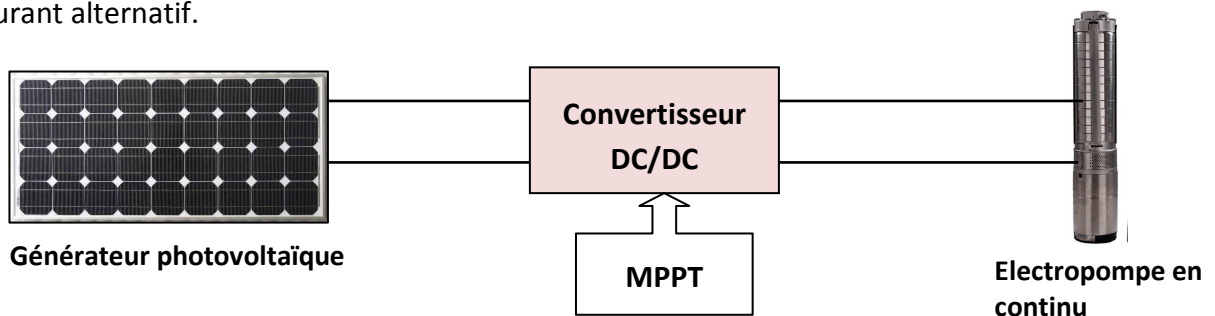 urant alternatif.
Convertisseur
DC/DC
Générateur photovoltaïque
MPPT
Electropompe en
continu